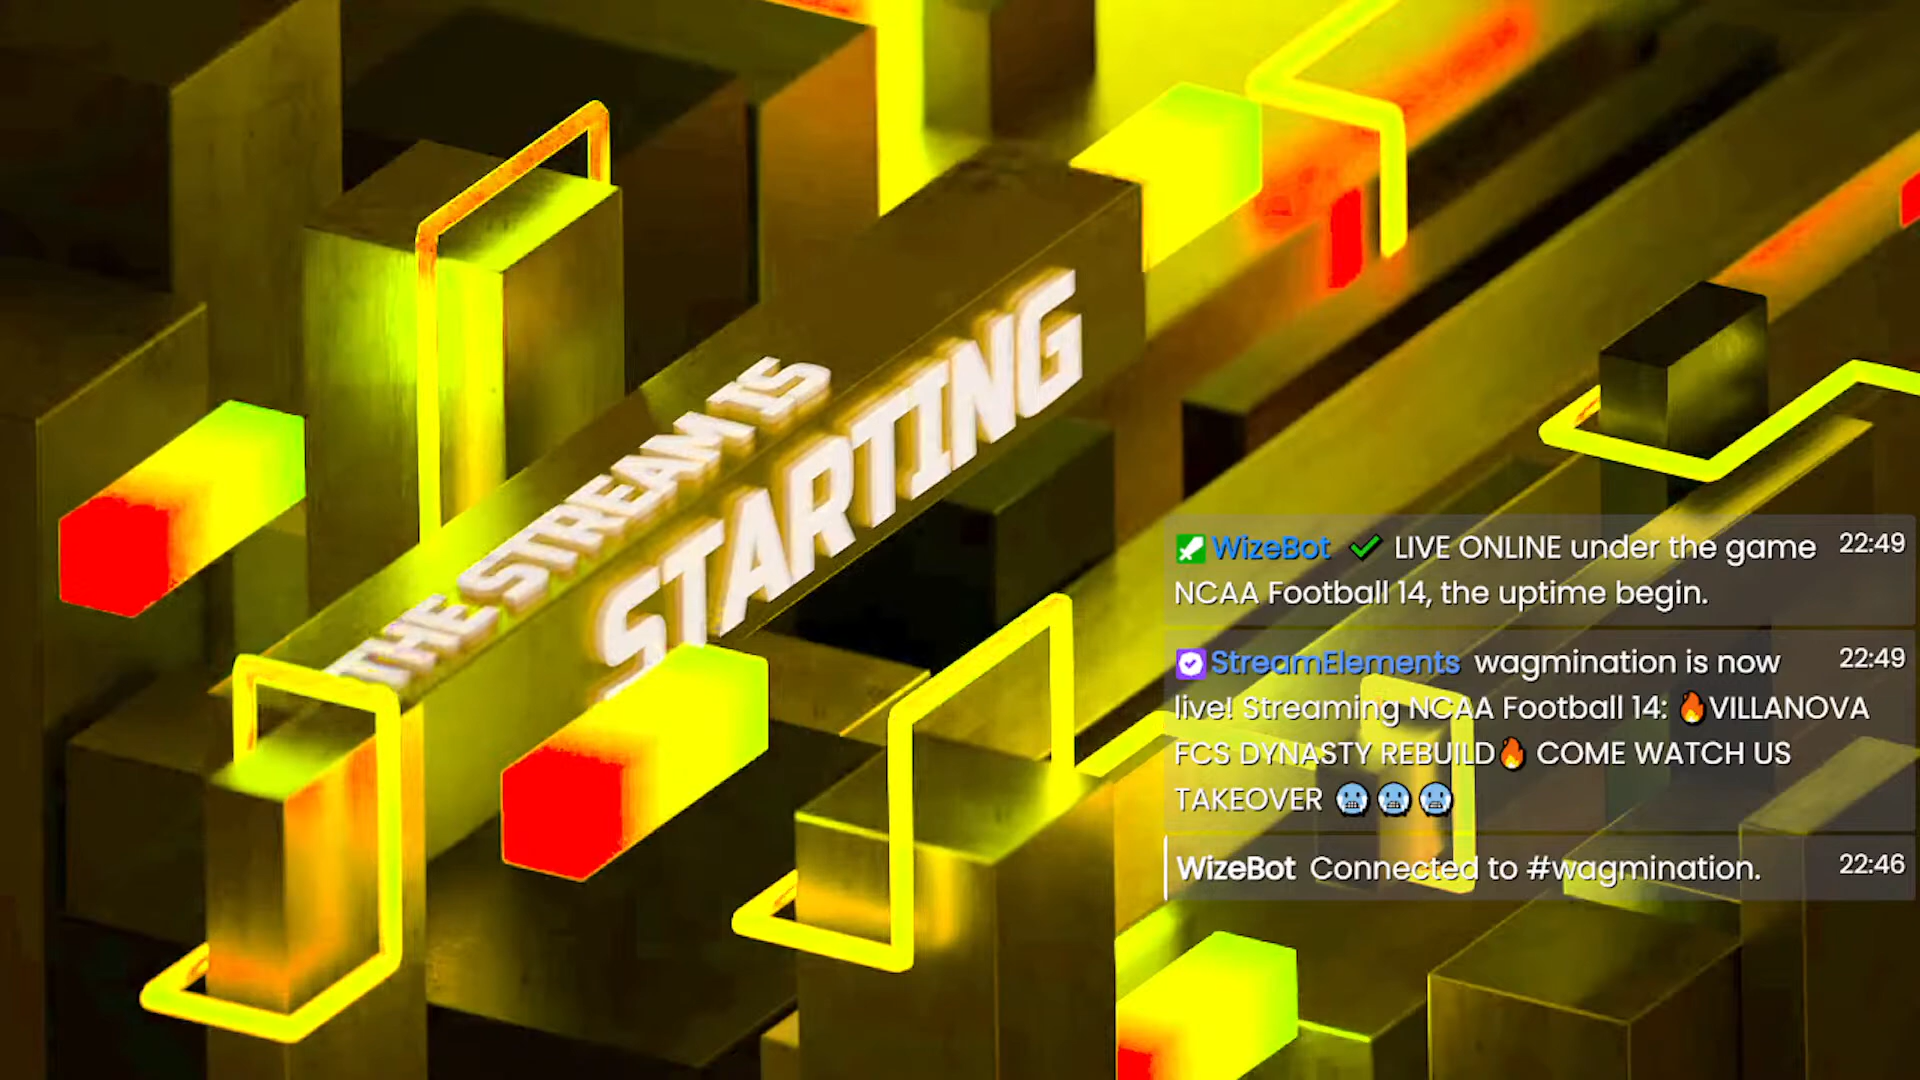 THE STREAM IS
STARTING
WizeBot ✔ LIVE ONLINE under the game 22:49
NCAA Football 14, the uptime begin.
StreamElements wagmination is now 22:49
live! Streaming NCAA Football 14: 🔥VILLANOVA
FCS DYNASTY REBUILD🔥 COME WATCH US
TAKEOVER 🥶🥶🥶
WizeBot Connected to #wagmination. 22:46